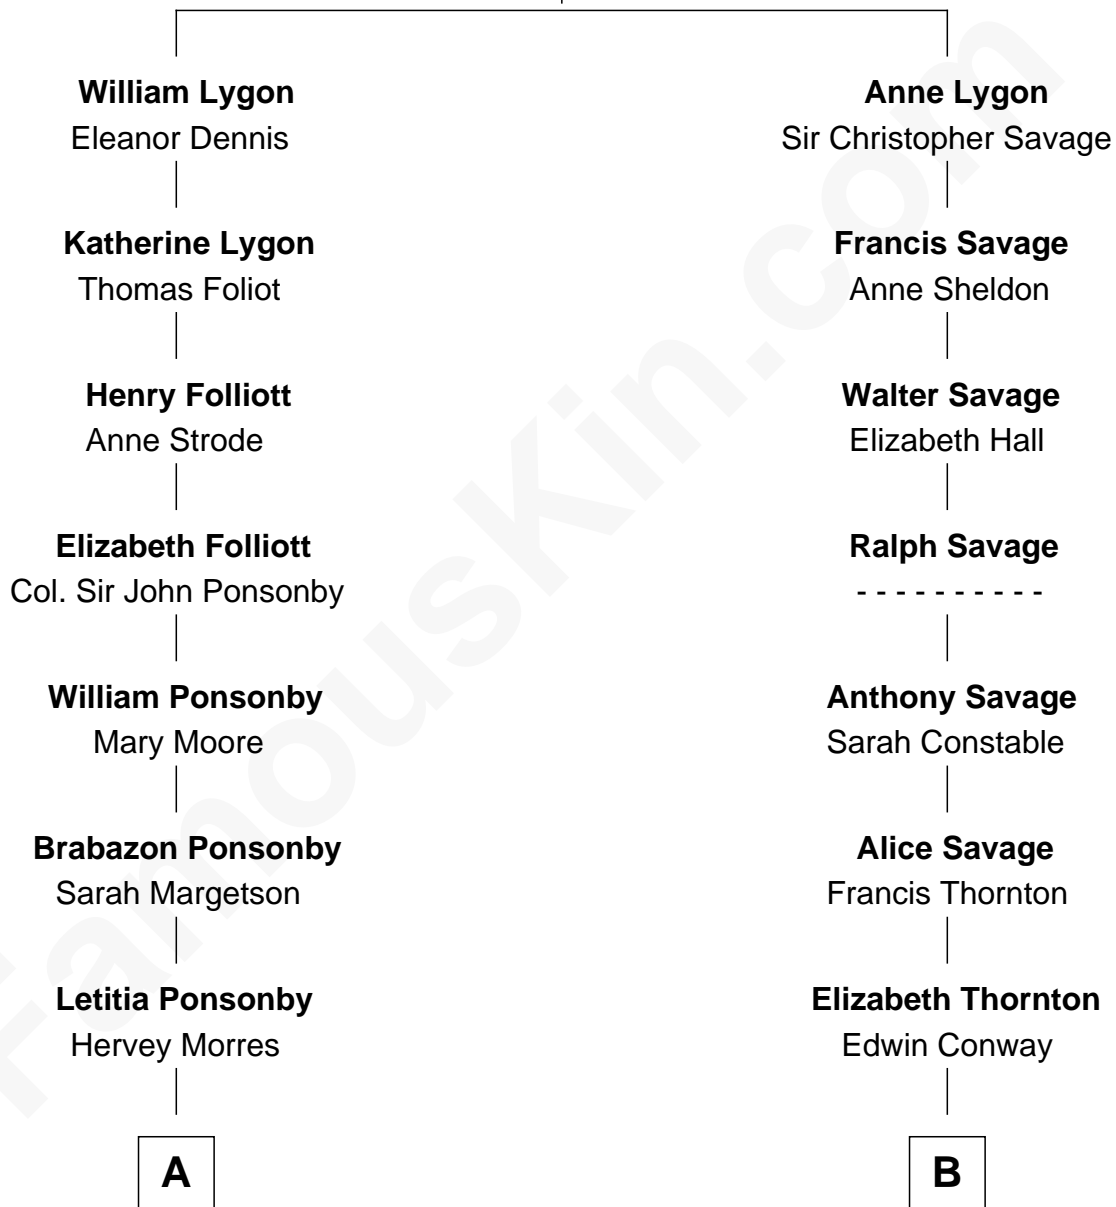 William Lygon
Eleanor Dennis
Katherine Lygon
Thomas Foliot
Henry Folliott
Anne Strode
Elizabeth Folliott
Col. Sir John Ponsonby
William Ponsonby
Mary Moore
Brabazon Ponsonby
Sarah Margetson
Letitia Ponsonby
Hervey Morres
A
Anne Lygon
Sir Christopher Savage
Francis Savage
Anne Sheldon
Walter Savage
Elizabeth Hall
Ralph Savage
- - - - - - - - - -
Anthony Savage
Sarah Constable
Alice Savage
Francis Thornton
Elizabeth Thornton
Edwin Conway
B
FamousKin.com